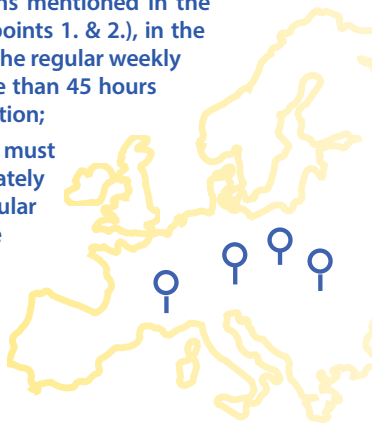 ns mentioned in the
points 1. & 2.), in the
he regular weekly
e than 45 hours
tion;
must
ately
ular
e